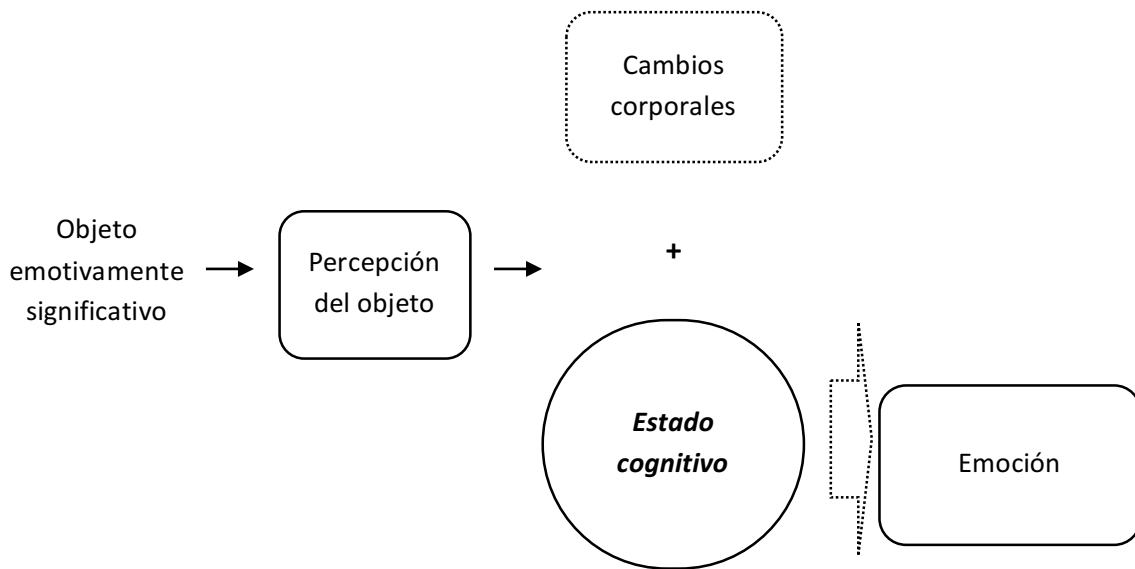 Objeto
emotivamente
significativo
Percepción
del objeto
Cambios
corporales
+
Estado
cognitivo
Emoción